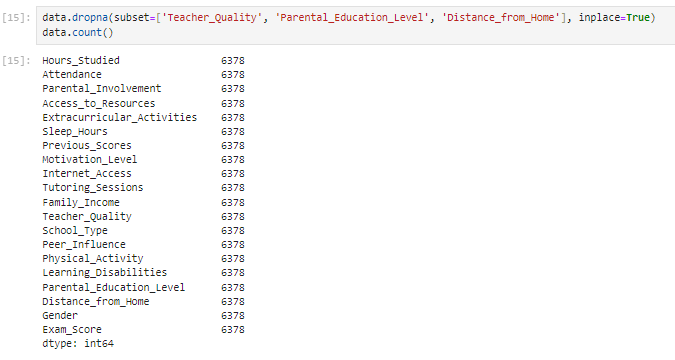 [15]: data.dropna(subset=['Teacher_Quality', 'Parental_Education_Level', 'Distance_from_Home'], inplace=True)
data.count()
[15]: Hours_Studied 6378
Attendance 6378
Parental_Involvement 6378
Access_to_Resources 6378
Extracurricular_Activities 6378
Sleep_Hours 6378
Previous_Scores 6378
Motivation_Level 6378
Internet_Access 6378
Tutoring_Sessions 6378
Family_Income 6378
Teacher_Quality 6378
School_Type 6378
Peer_Influence 6378
Physical_Activity 6378
Learning_Disabilities 6378
Parental_Education_Level 6378
Distance_from_Home 6378
Gender 6378
Exam_Score 6378
dtype: int64